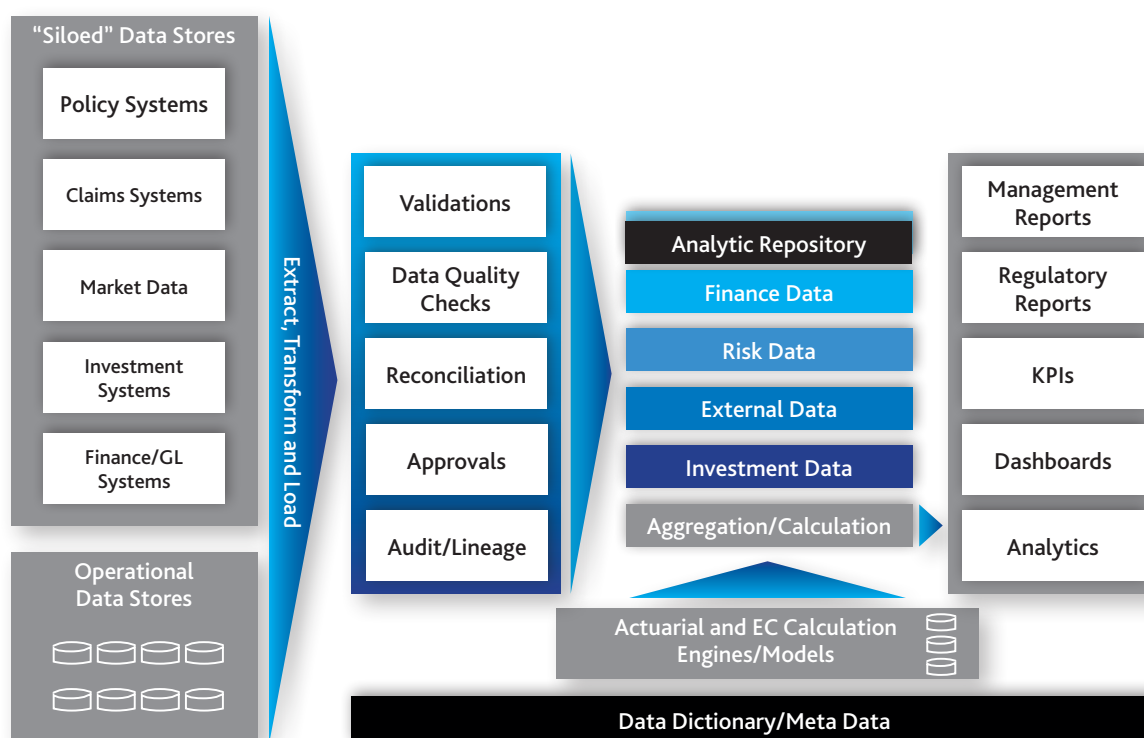 “Siloed” Data Stores
Policy Systems
Claims Systems
Market Data
Investment
Systems
Finance/GL
Systems
Operational
Data Stores
Extract, Transform and Load
Validations
Data Quality
Checks
Reconciliation
Approvals
Audit/Lineage
Analytic Repository
Finance Data
Risk Data
External Data
Investment Data
Aggregation/Calculation
Actuarial and EC Calculation
Engines/Models
Management
Reports
Regulatory
Reports
KPIs
Dashboards
Analytics
Data Dictionary/Meta Data